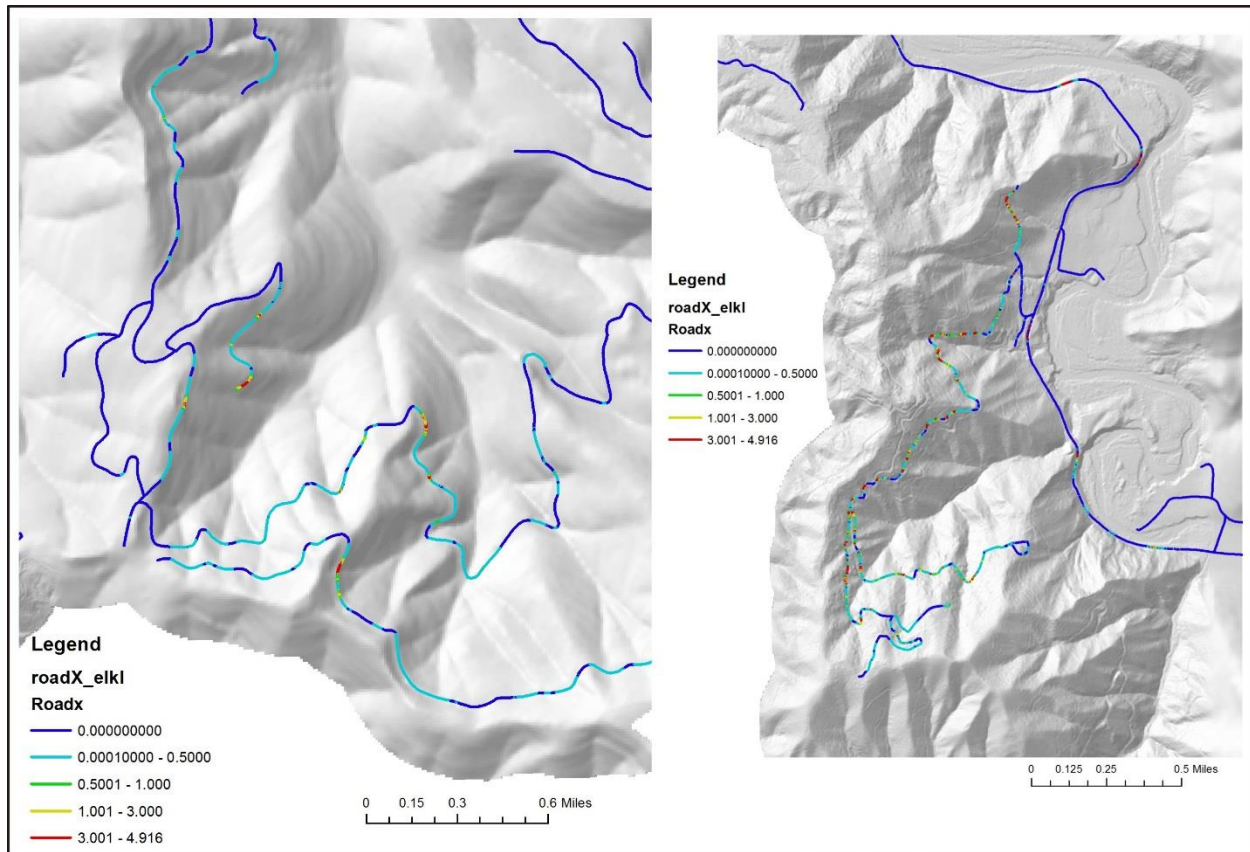 Legend
roadX_elkl
Roadx
0.000000000
0.00010000 - 0.5000
0.5001 - 1.000
1.001 - 3.000
3.001 - 4.916
0 0.15 0.3 0.6 Miles
Legend
roadX_elkl
Roadx
0.000000000
0.00010000 - 0.5000
0.5001 - 1.000
1.001 - 3.000
3.001 - 4.916
0 0.125 0.25 0.5 Miles